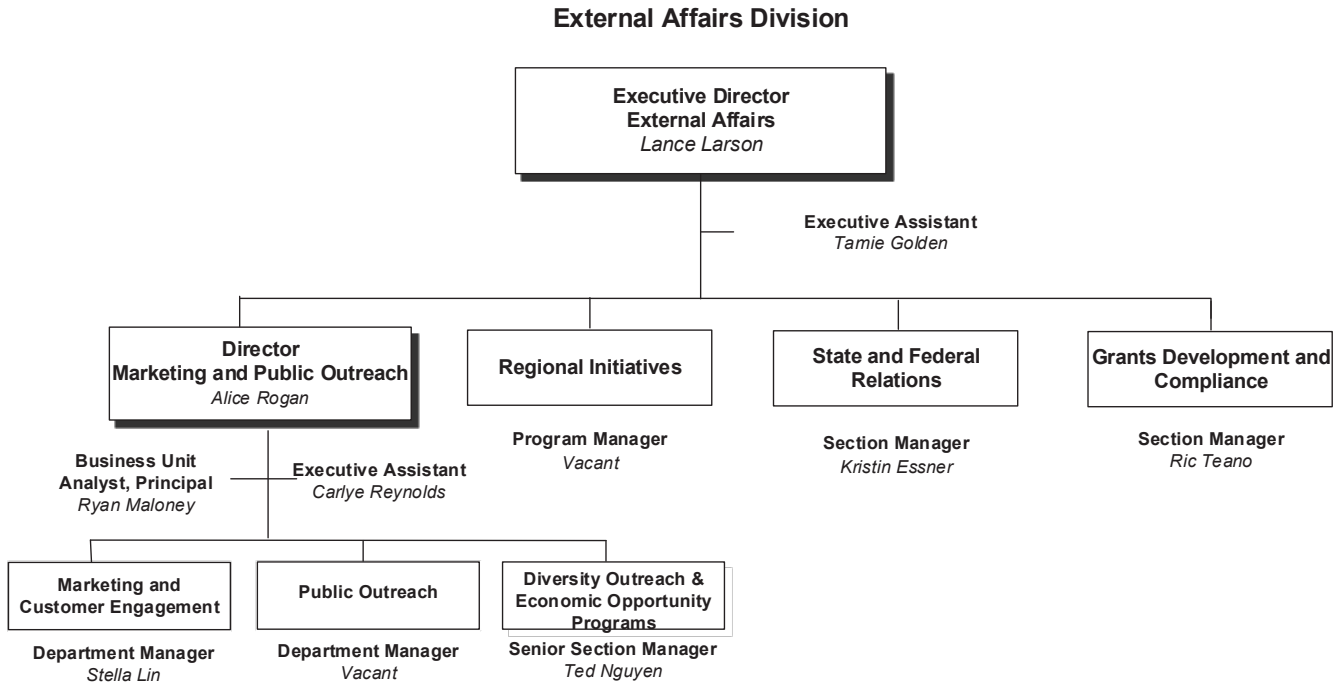 External Affairs Division
Executive Director
External Affairs
Lance Larson
Executive Assistant
Tamie Golden
Director
Marketing and Public Outreach
Alice Rogan
Regional Initiatives
State and Federal
Relations
Grants Development and
Compliance
Program Manager
Vacant
Section Manager
Kristin Essner
Section Manager
Ric Teano
Business Unit
Analyst, Principal
Ryan Maloney
Executive Assistant
Carlye Reynolds
Marketing and
Customer Engagement
Public Outreach
Diversity Outreach &
Economic Opportunity
Programs
Department Manager
Stella Lin
Department Manager
Vacant
Senior Section Manager
Ted Nguyen